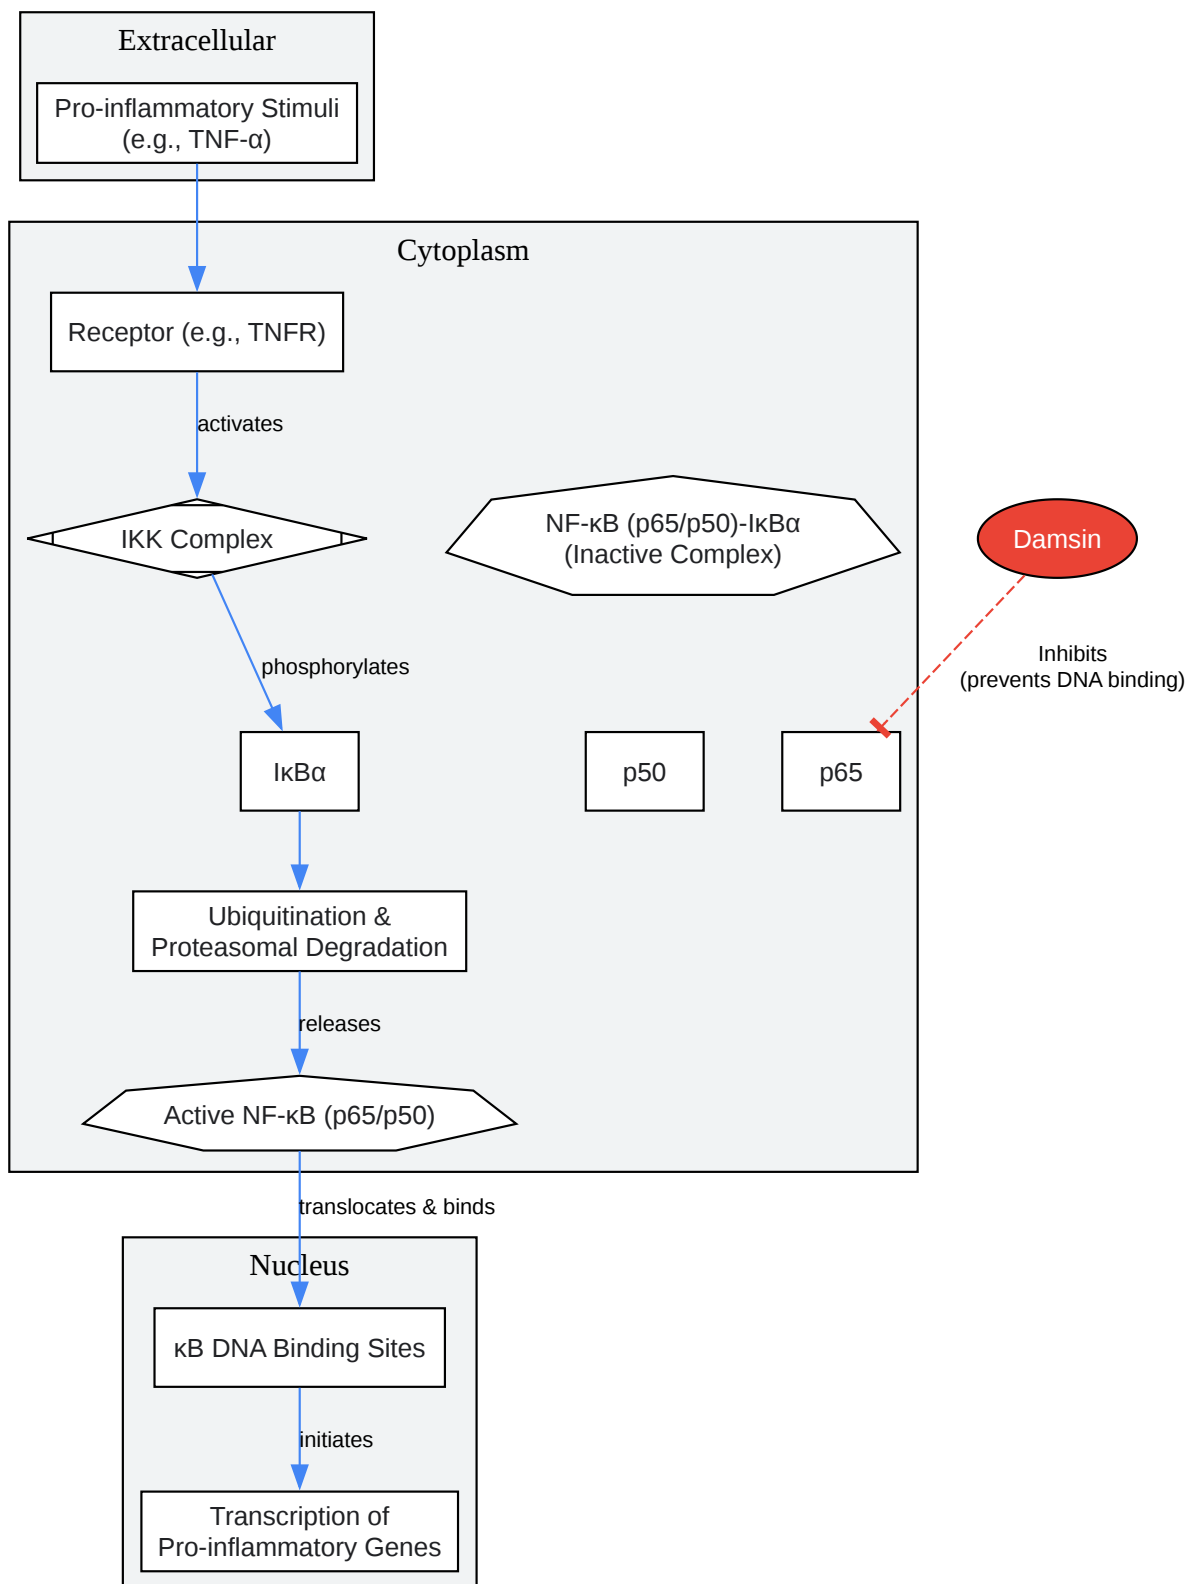 Extracellular
Pro-inflammatory Stimuli
(e.g., TNF-α)
Cytoplasm
Receptor (e.g., TNFR)
activates
IKK Complex
NF-κB (p65/p50)-IκBα
(Inactive Complex)
Damsin
phosphorylates
Inhibits
(prevents DNA binding)
IκBα
p50
p65
Ubiquitination &
Proteasomal Degradation
releases
Active NF-κB (p65/p50)
translocates & binds
Nucleus
κB DNA Binding Sites
initiates
Transcription of
Pro-inflammatory Genes